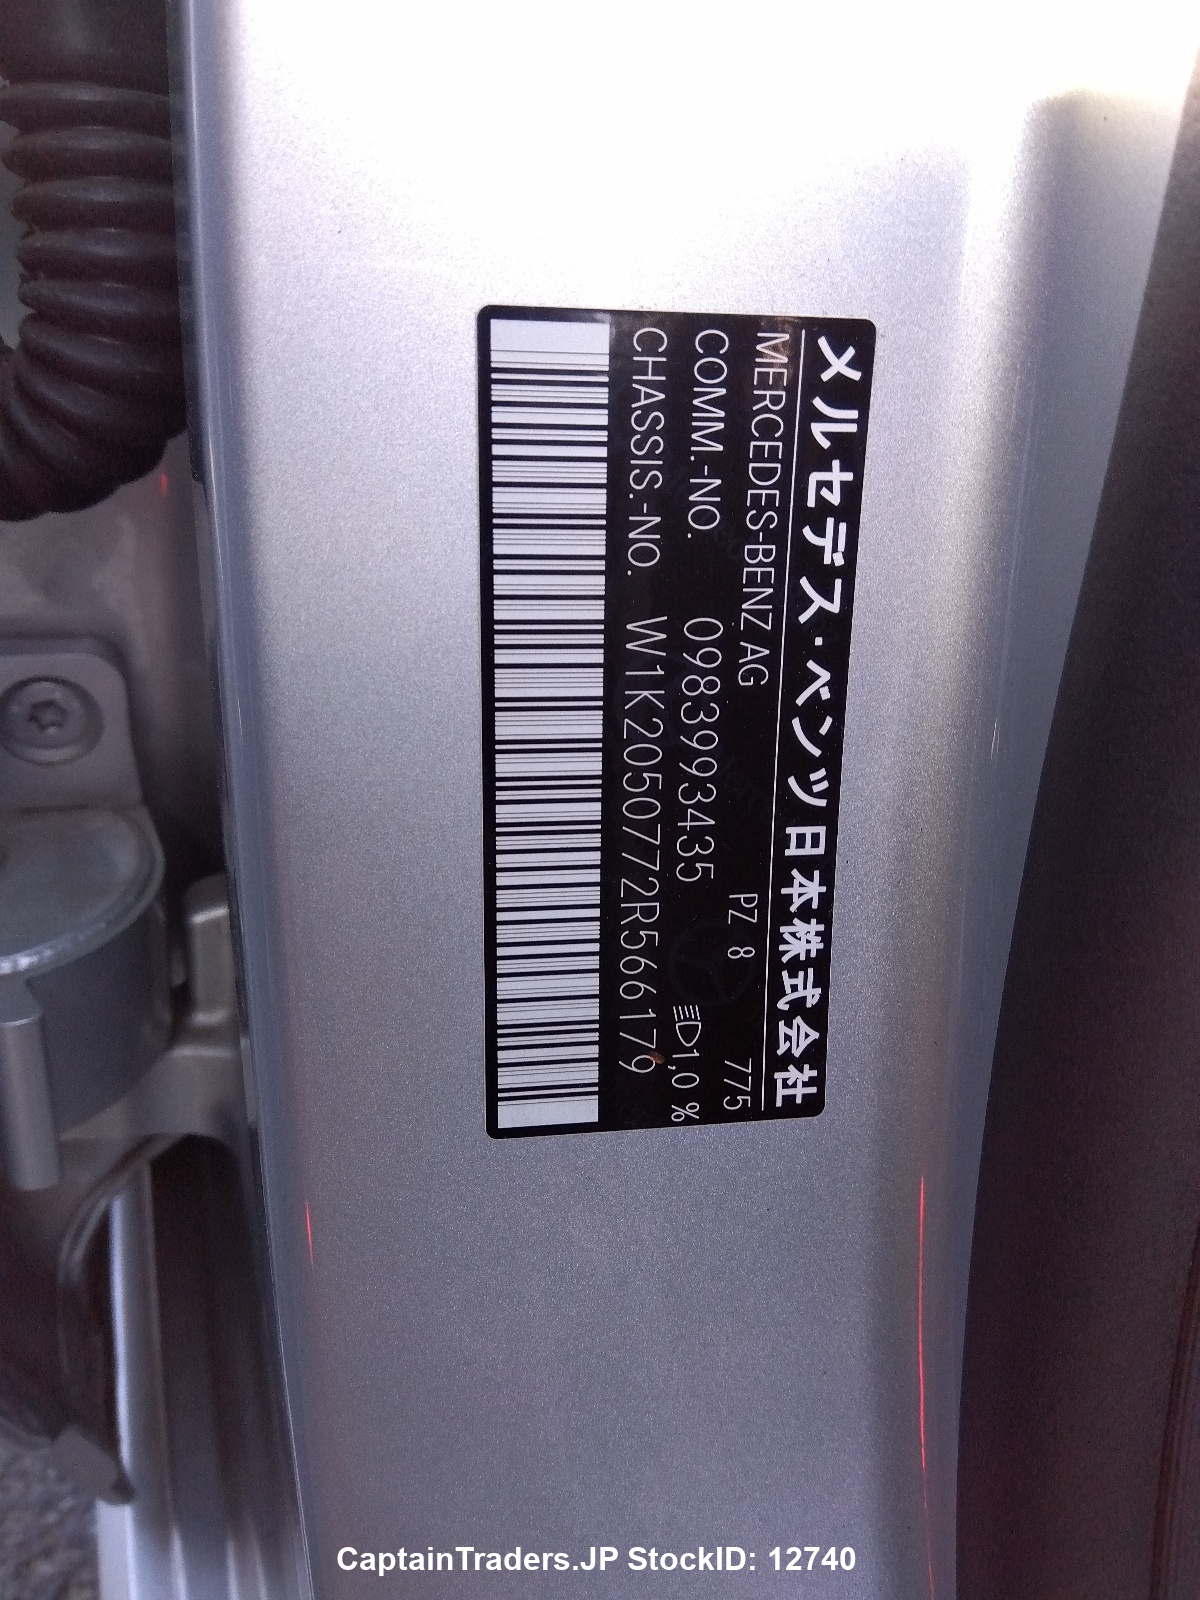 メルセデス・ベンツ日本株式会社
MERCEDES-BENZ AG PZ 8 775
COMM.-NO. 0983993435 1,0 %
CHASSIS.-NO. W1K2050772R566179
CaptainTraders.JP StockID: 12740